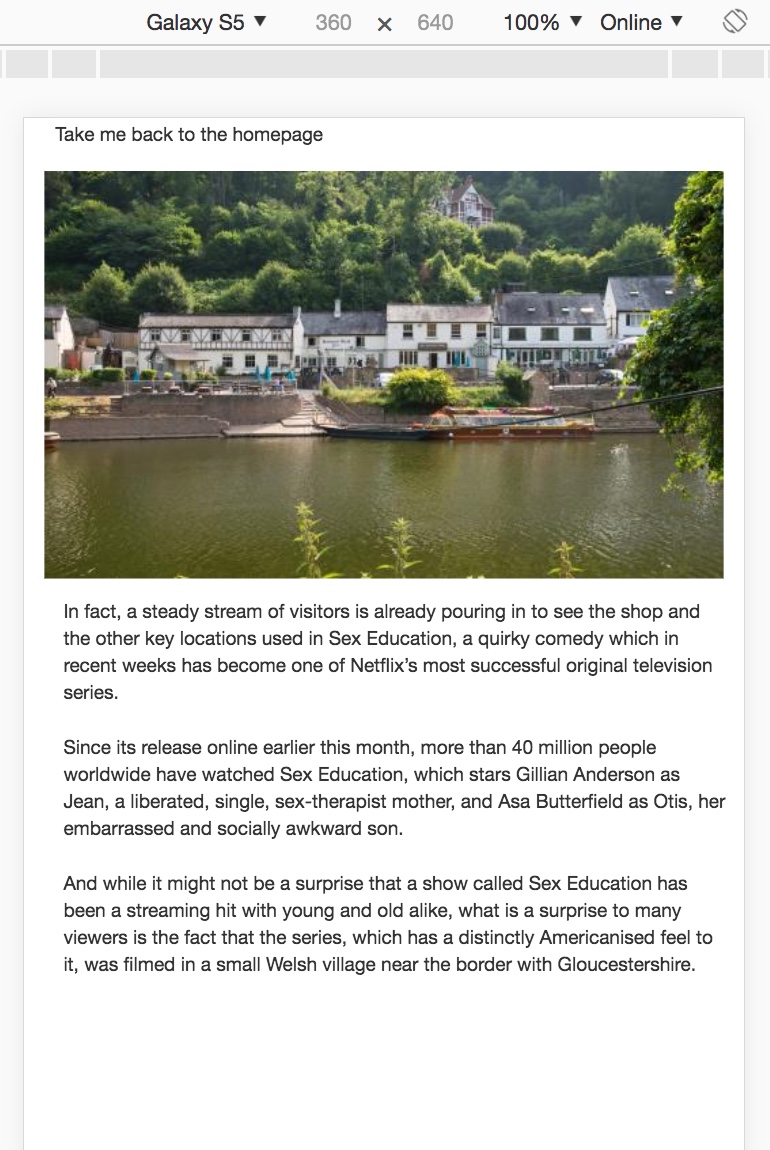 Galaxy S5 ▼ 360 × 640 100% ▼ Online ▼
Take me back to the homepage
In fact, a steady stream of visitors is already pouring in to see the shop and
the other key locations used in Sex Education, a quirky comedy which in
recent weeks has become one of Netflix’s most successful original television
series.
Since its release online earlier this month, more than 40 million people
worldwide have watched Sex Education, which stars Gillian Anderson as
Jean, a liberated, single, sex-therapist mother, and Asa Butterfield as Otis, her
embarrassed and socially awkward son.
And while it might not be a surprise that a show called Sex Education has
been a streaming hit with young and old alike, what is a surprise to many
viewers is the fact that the series, which has a distinctly Americanised feel to
it, was filmed in a small Welsh village near the border with Gloucestershire.